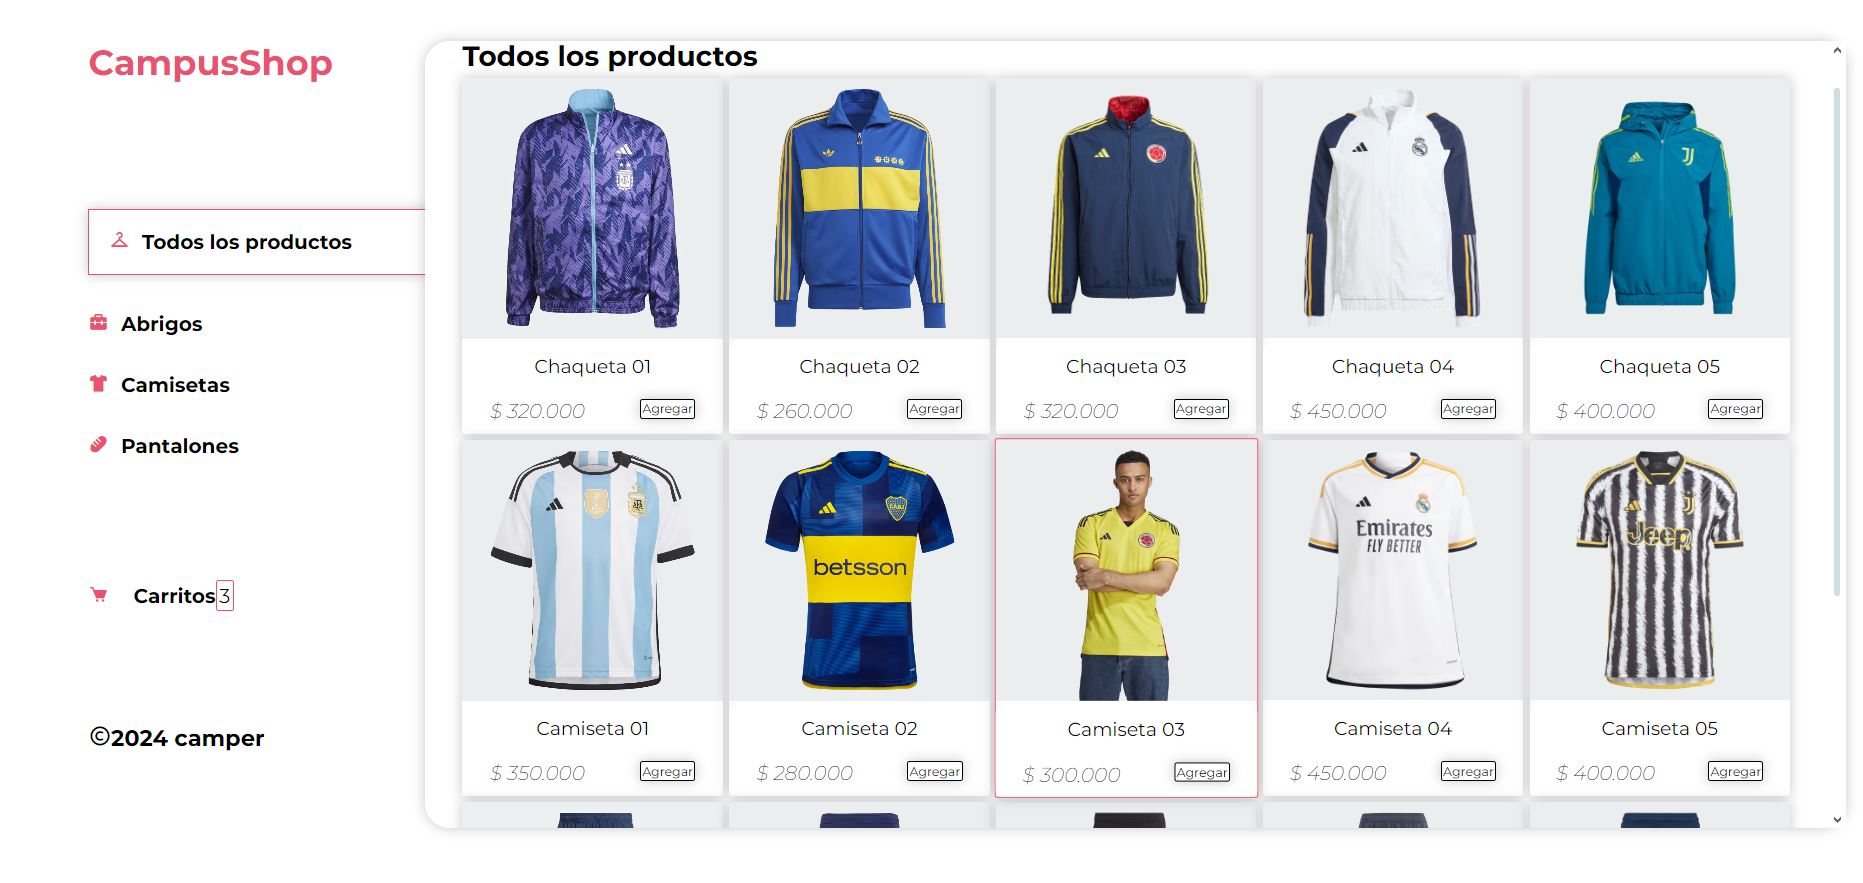 CampusShop
Todos los productos
Abrigos
Camisetas
Pantalones
Carritos 3
©2024 camper
Todos los productos
Chaqueta 01
$ 320.000
Agregar
Chaqueta 02
$ 260.000
Agregar
Chaqueta 03
$ 320.000
Agregar
Chaqueta 04
$ 450.000
Agregar
Chaqueta 05
$ 400.000
Agregar
Camiseta 01
$ 350.000
Agregar
betsson
Camiseta 02
$ 280.000
Agregar
Camiseta 03
$ 300.000
Agregar
Emirates
FLY BETTER
Camiseta 04
$ 450.000
Agregar
Jeep
Camiseta 05
$ 400.000
Agregar